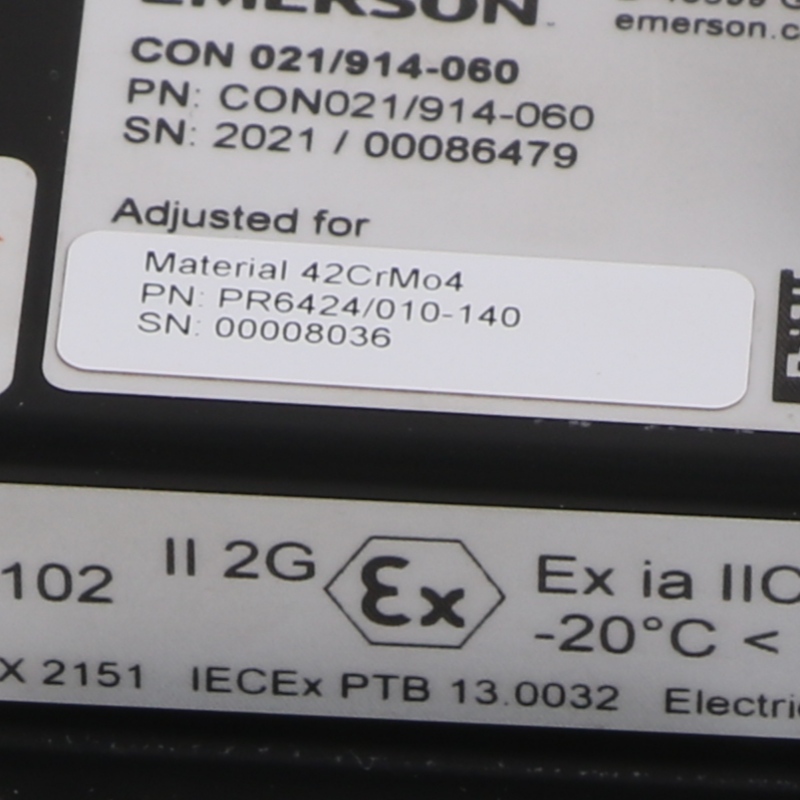 EMERSON
emerson.c
CON 021/914-060
PN: CON021/914-060
SN: 2021 / 00086479
Adjusted for
Material 42CrMo4
PN: PR6424/010-140
SN: 00008036
102 II 2G Ex Ex ia IIC
-20°C <
X 2151 IECEx PTB 13.0032 Electri